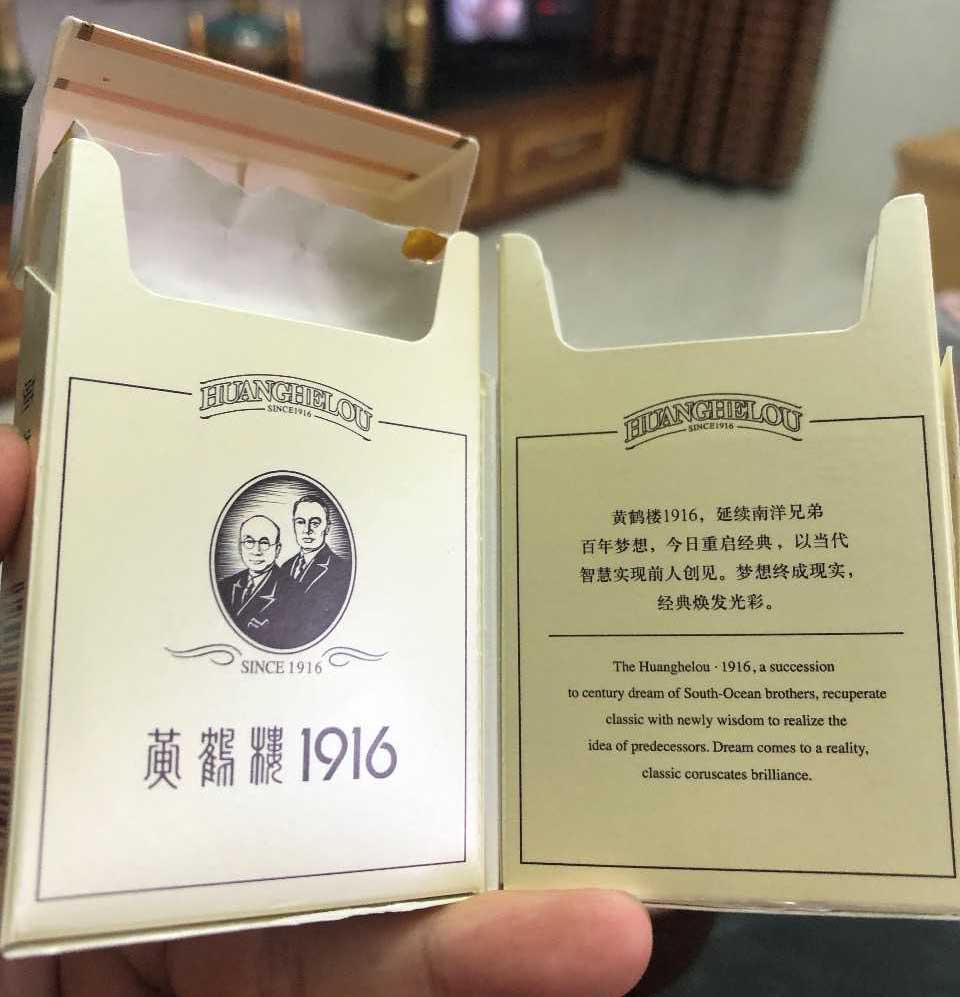 HUANGHELOU
SINCE1916
SINCE 1916
黄鹤楼1916
HUANGHELOU
SINCE1916
黄鹤楼1916，延续南洋兄弟
百年梦想，今日重启经典，以当代
智慧实现前人创见。梦想终成现实，
经典焕发光彩。
The Huanghelou · 1916, a succession
to century dream of South-Ocean brothers, recuperate
classic with newly wisdom to realize the
idea of predecessors. Dream comes to a reality,
classic coruscates brilliance.